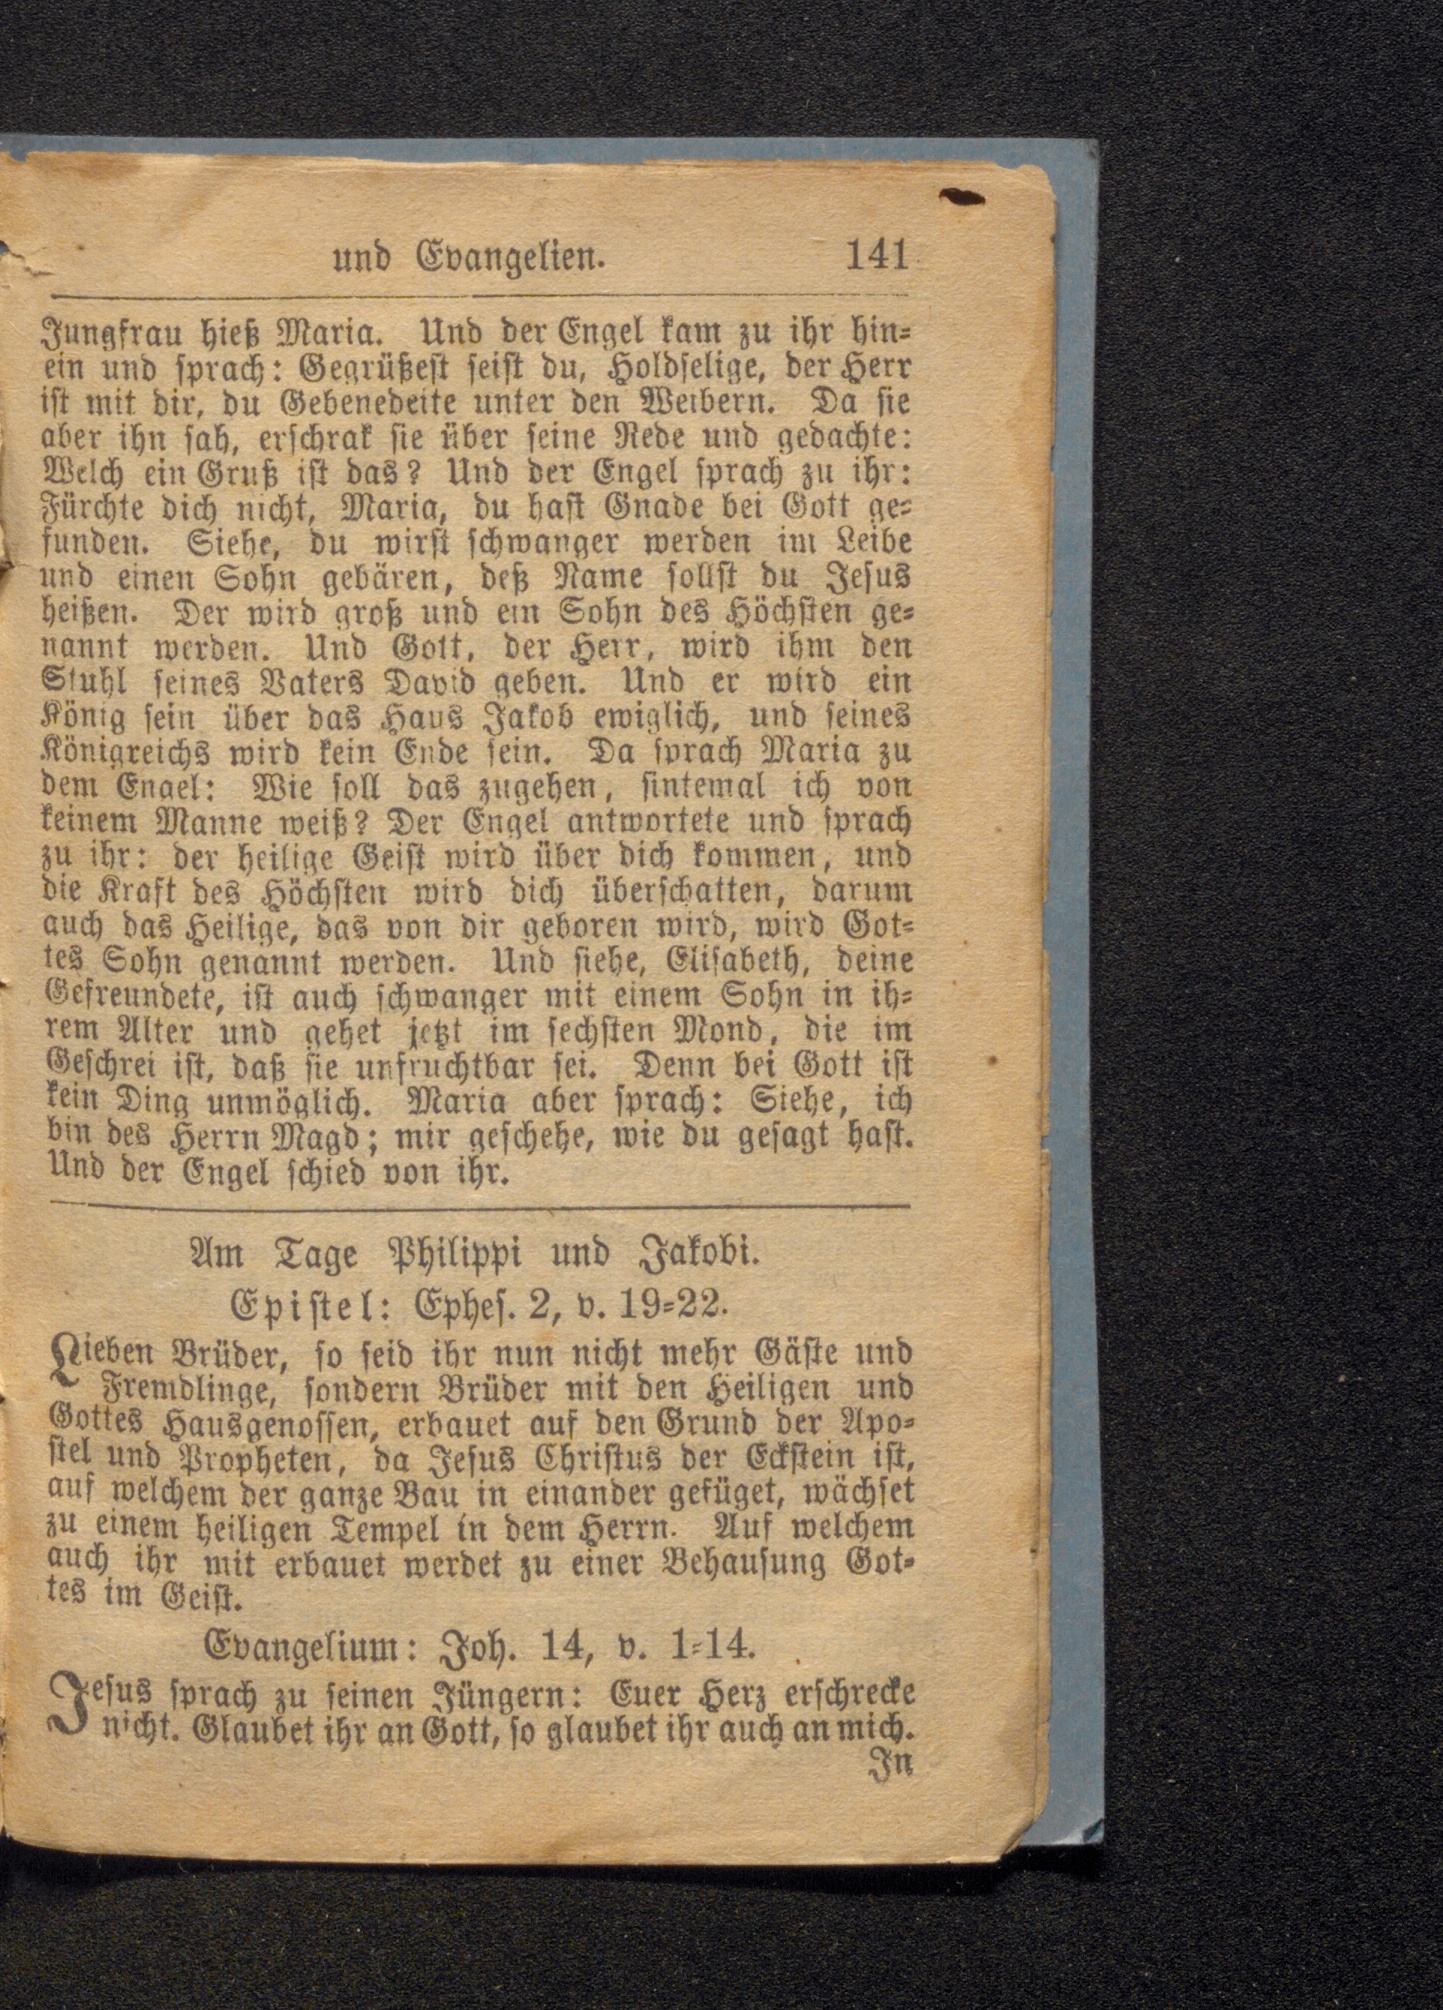 und Evangelien. 141
Jungfrau hieß Maria. Und der Engel kam zu ihr hin-
ein und sprach: Gegrüßest seist du, Holdselige, der Herr
ist mit dir, du Gebenedeite unter den Weibern. Da sie
aber ihn sah, erschrak sie über seine Rede und gedachte:
Welch ein Gruß ist das? Und der Engel sprach zu ihr:
Fürchte dich nicht, Maria, du hast Gnade bei Gott ge-
funden. Siehe, du wirst schwanger werden im Leibe
und einen Sohn gebären, deß Name sollst du Jesus
heißen. Der wird groß und ein Sohn des Höchsten ge-
nannt werden. Und Gott, der Herr, wird ihm den
Stuhl seines Vaters David geben. Und er wird ein
König sein über das Haus Jakob ewiglich, und seines
Königreichs wird kein Ende sein. Da sprach Maria zu
dem Engel: Wie soll das zugehen, sintemal ich von
keinem Manne weiß? Der Engel antwortete und sprach
zu ihr: der heilige Geist wird über dich kommen, und
die Kraft des Höchsten wird dich überschatten, darum
auch das Heilige, das von dir geboren wird, wird Got-
tes Sohn genannt werden. Und siehe, Elisabeth, deine
Gefreundete, ist auch schwanger mit einem Sohn in ih-
rem Alter und gehet jetzt im sechsten Mond, die im
Geschrei ist, daß sie unfruchtbar sei. Denn bei Gott ist
kein Ding unmöglich. Maria aber sprach: Siehe, ich
bin des Herrn Magd; mir geschehe, wie du gesagt hast.
Und der Engel schied von ihr.
Am Tage Philippi und Jakobi.
Epistel: Ephes. 2, v. 19-22.
Lieben Brüder, so seid ihr nun nicht mehr Gäste und
Fremdlinge, sondern Brüder mit den Heiligen und
Gottes Hausgenossen, erbauet auf den Grund der Apo-
stel und Propheten, da Jesus Christus der Eckstein ist,
auf welchem der ganze Bau in einander gefüget, wächset
zu einem heiligen Tempel in dem Herrn. Auf welchem
auch ihr mit erbauet werdet zu einer Behausung Got-
tes im Geist.
Evangelium: Joh. 14, v. 1-14.
Jesus sprach zu seinen Jüngern: Euer Herz erschrecke
nicht. Glaubet ihr an Gott, so glaubet ihr auch an mich.
In